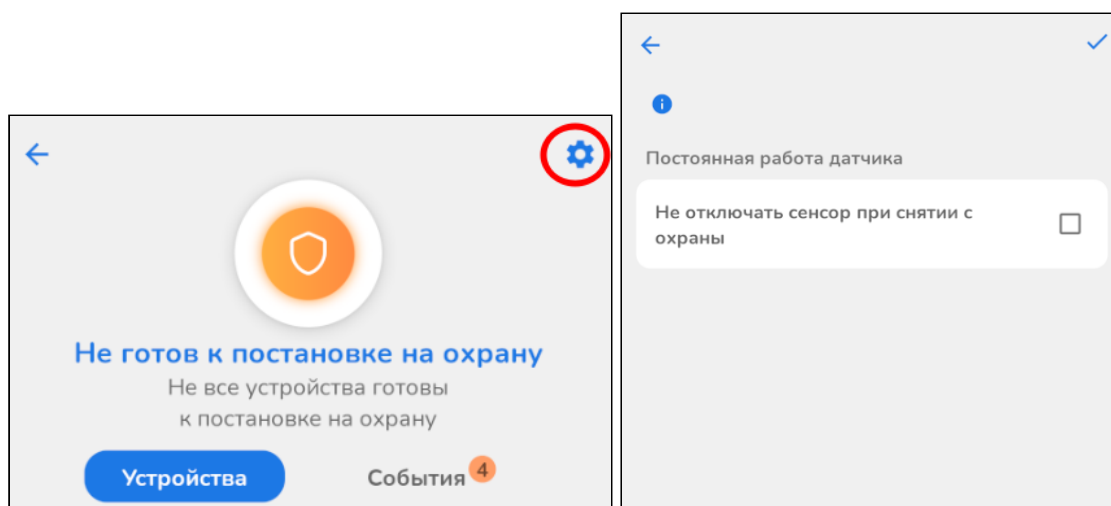 Не готов к постановке на охрану
Не все устройства готовы
к постановке на охрану
Устройства
События 4
Постоянная работа датчика
Не отключать сенсор при снятии с
охраны